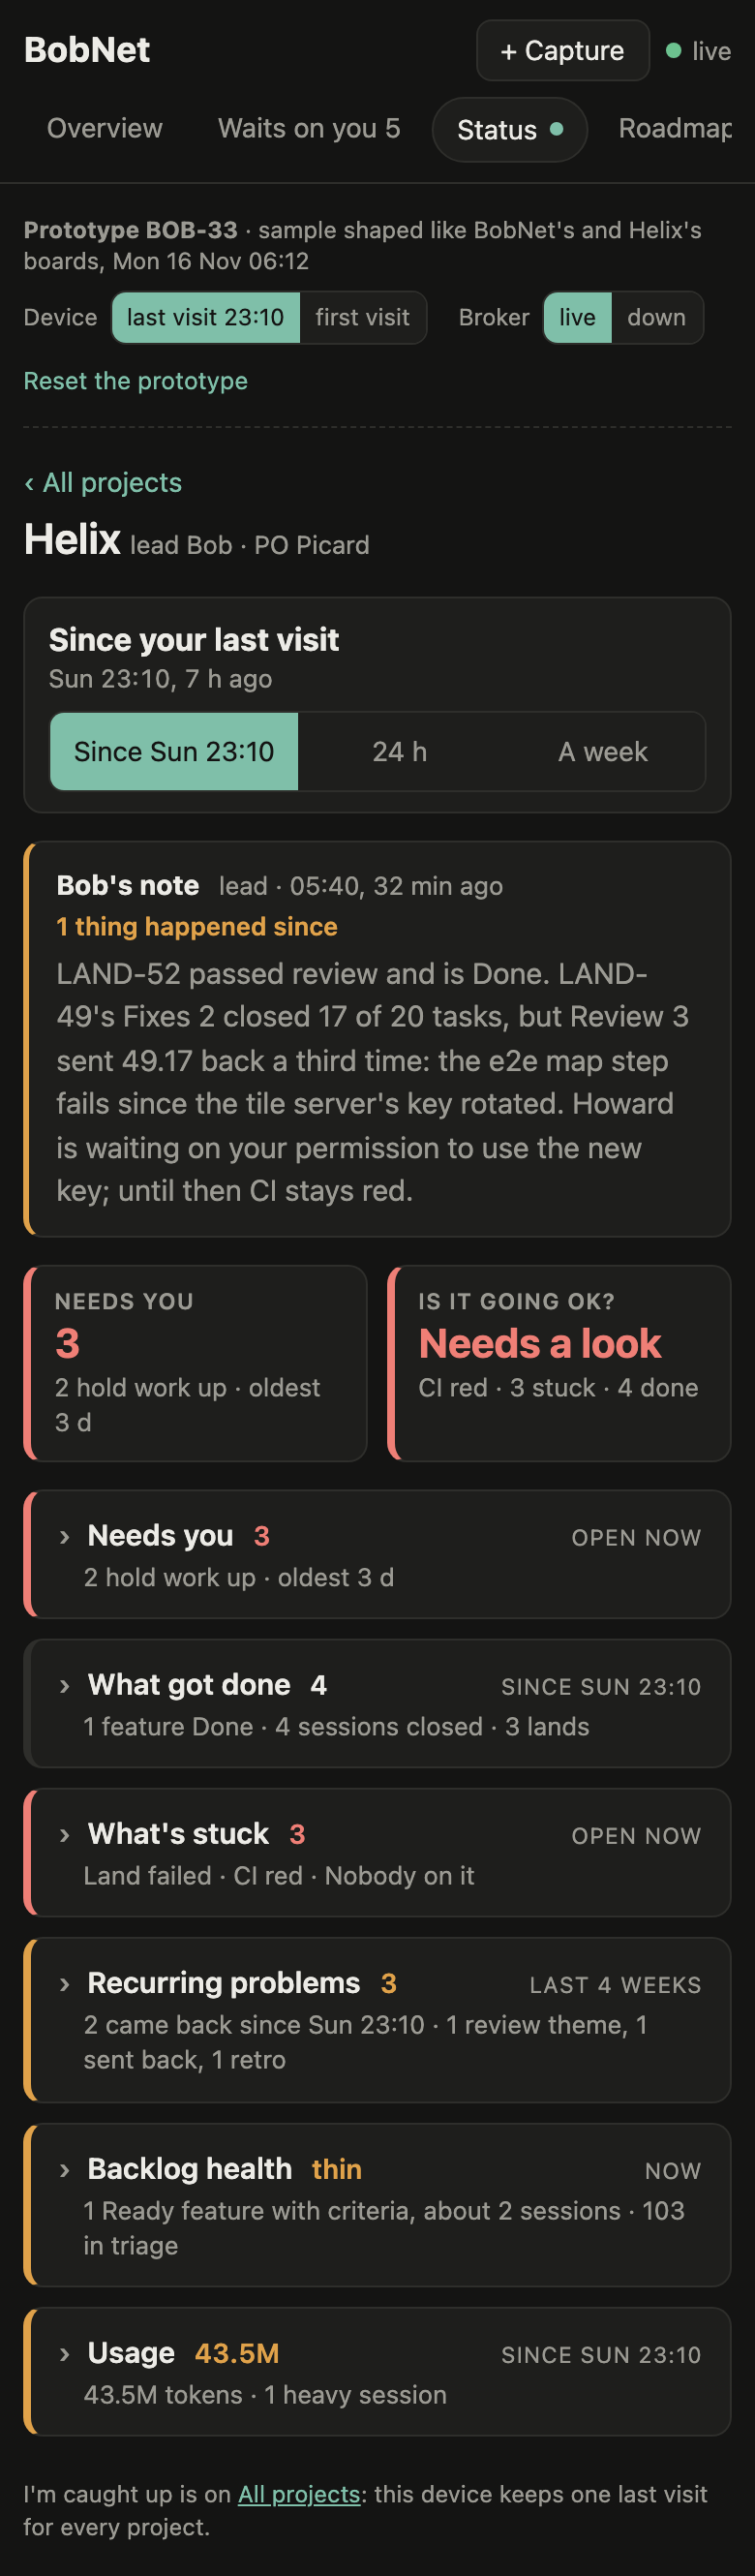 BobNet
+ Capture
live
Overview
Waits on you 5
Status
Roadmap
Prototype BOB-33 · sample shaped like BobNet's and Helix's
boards, Mon 16 Nov 06:12
Device
last visit 23:10
first visit
Broker
live
down
Reset the prototype
‹ All projects
Helix lead Bob · PO Picard
Since your last visit
Sun 23:10, 7 h ago
Since Sun 23:10
24 h
A week
Bob's note lead · 05:40, 32 min ago
1 thing happened since
LAND-52 passed review and is Done. LAND-
49's Fixes 2 closed 17 of 20 tasks, but Review 3
sent 49.17 back a third time: the e2e map step
fails since the tile server's key rotated. Howard
is waiting on your permission to use the new
key; until then CI stays red.
NEEDS YOU
3
2 hold work up · oldest
3 d
IS IT GOING OK?
Needs a look
CI red · 3 stuck · 4 done
› Needs you 3 OPEN NOW
2 hold work up · oldest 3 d
› What got done 4 SINCE SUN 23:10
1 feature Done · 4 sessions closed · 3 lands
› What's stuck 3 OPEN NOW
Land failed · CI red · Nobody on it
› Recurring problems 3 LAST 4 WEEKS
2 came back since Sun 23:10 · 1 review theme, 1
sent back, 1 retro
› Backlog health thin NOW
1 Ready feature with criteria, about 2 sessions · 103
in triage
› Usage 43.5M SINCE SUN 23:10
43.5M tokens · 1 heavy session
I'm caught up is on All projects: this device keeps one last visit
for every project.